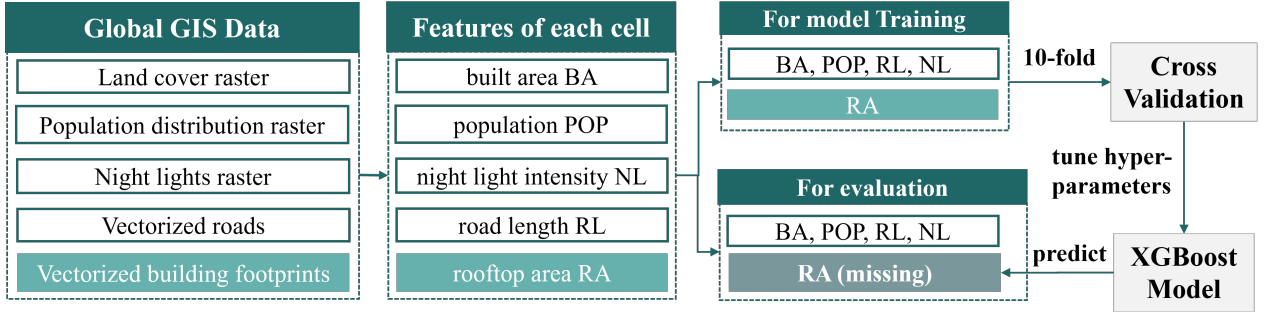 Global GIS Data
Land cover raster
Population distribution raster
Night lights raster
Vectorized roads
Vectorized building footprints
Features of each cell
built area BA
population POP
night light intensity NL
road length RL
rooftop area RA
For model Training
BA, POP, RL, NL
RA
For evaluation
BA, POP, RL, NL
RA (missing)
10-fold
Cross
Validation
tune hyper-
parameters
XGBoost
Model
predict